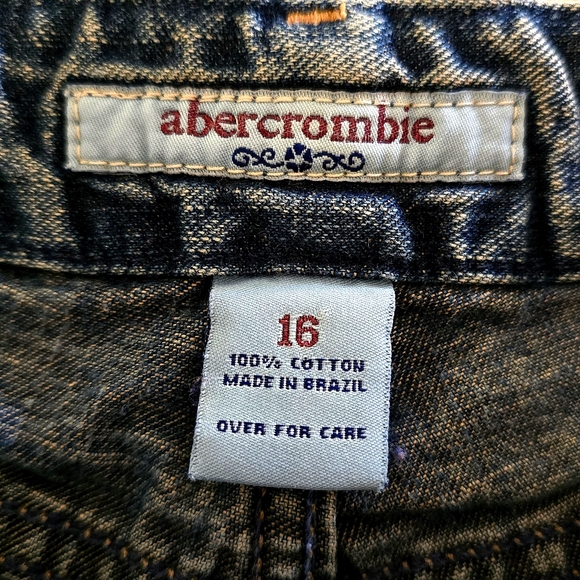 abercrombie
16
100% COTTON
MADE IN BRAZIL
OVER FOR CARE